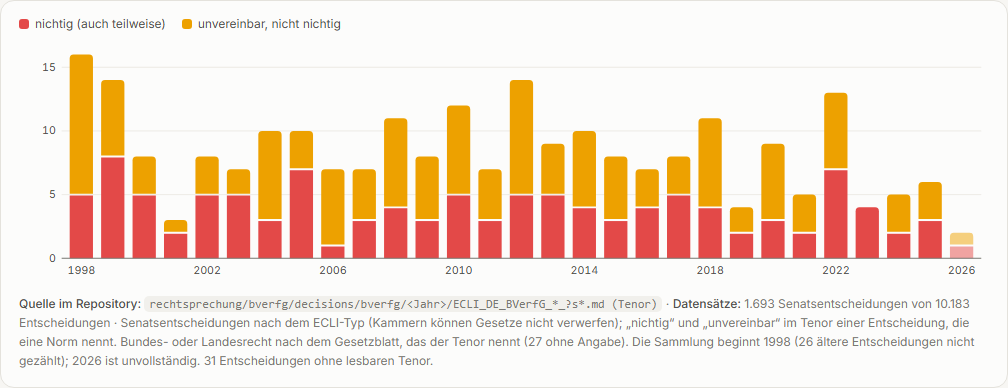 nichtig (auch teilweise) unvereinbar, nicht nichtig
15
10
5
0
1998 2002 2006 2010 2014 2018 2022 2026
Quelle im Repository: rechtsprechung/bverfg/decisions/bverfg/<Jahr>/ECLI_DE_BVerfG_*_?s*.md (Tenor) · Datensätze: 1.693 Senatsentscheidungen von 10.183
Entscheidungen · Senatsentscheidungen nach dem ECLI-Typ (Kammern können Gesetze nicht verwerfen); „nichtig“ und „unvereinbar“ im Tenor einer Entscheidung, die
eine Norm nennt. Bundes- oder Landesrecht nach dem Gesetzblatt, das der Tenor nennt (27 ohne Angabe). Die Sammlung beginnt 1998 (26 ältere Entscheidungen nicht
gezählt); 2026 ist unvollständig. 31 Entscheidungen ohne lesbaren Tenor.